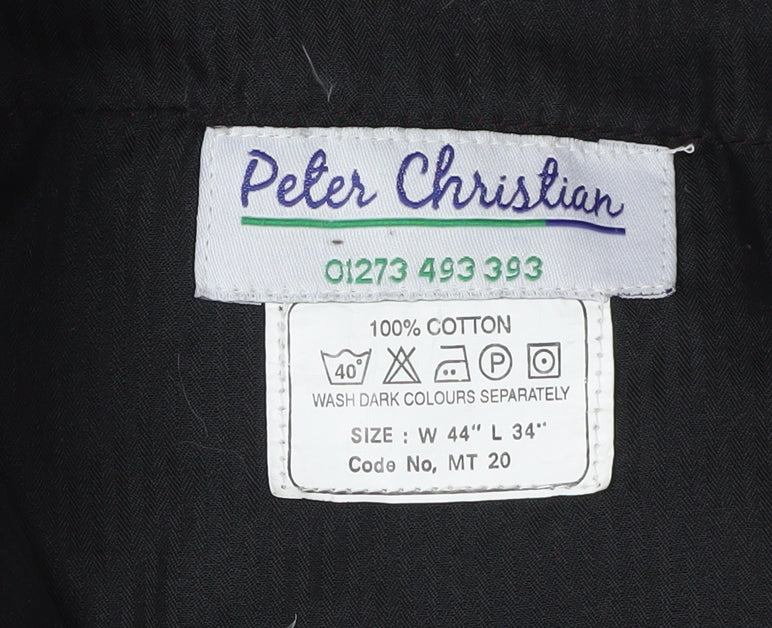 Peter Christian
01273 493 393
100% COTTON
40° P
WASH DARK COLOURS SEPARATELY
SIZE : W 44" L 34"
Code No, MT 20